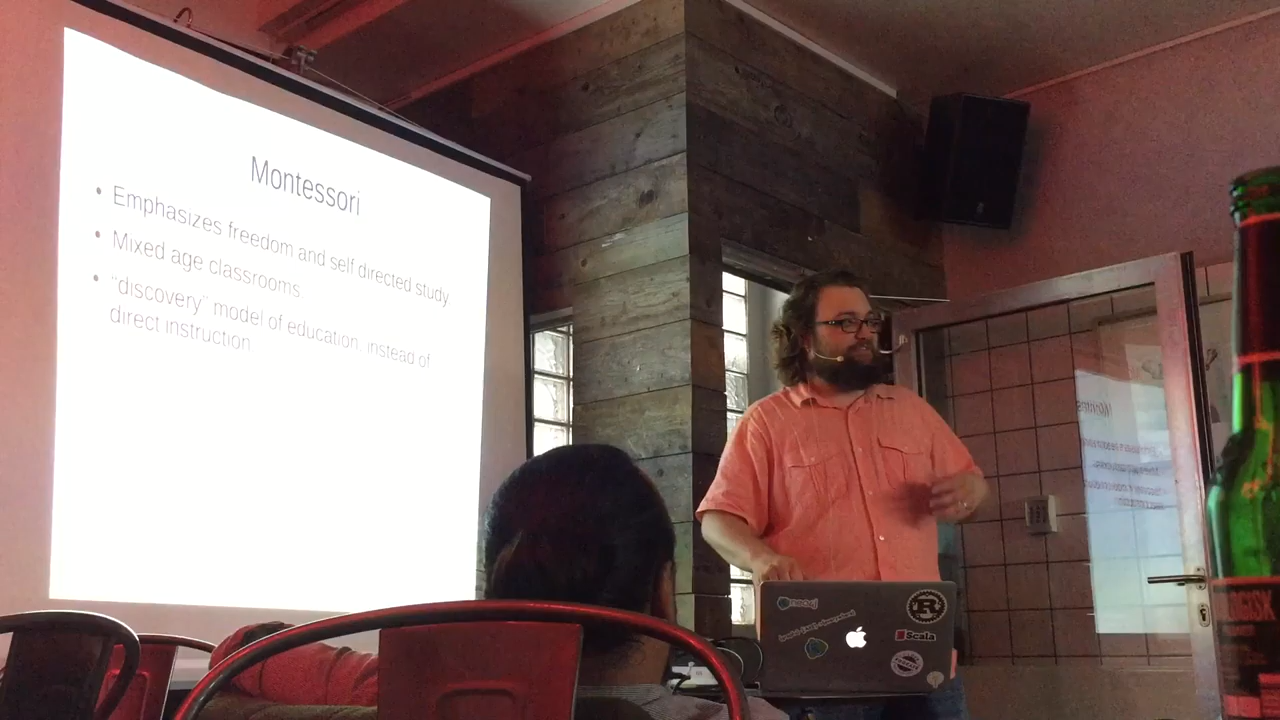 Montessori
• Emphasizes freedom and self directed study.
• Mixed age classrooms.
• "discovery" model of education, instead of
direct instruction
neo4j
R
Scala